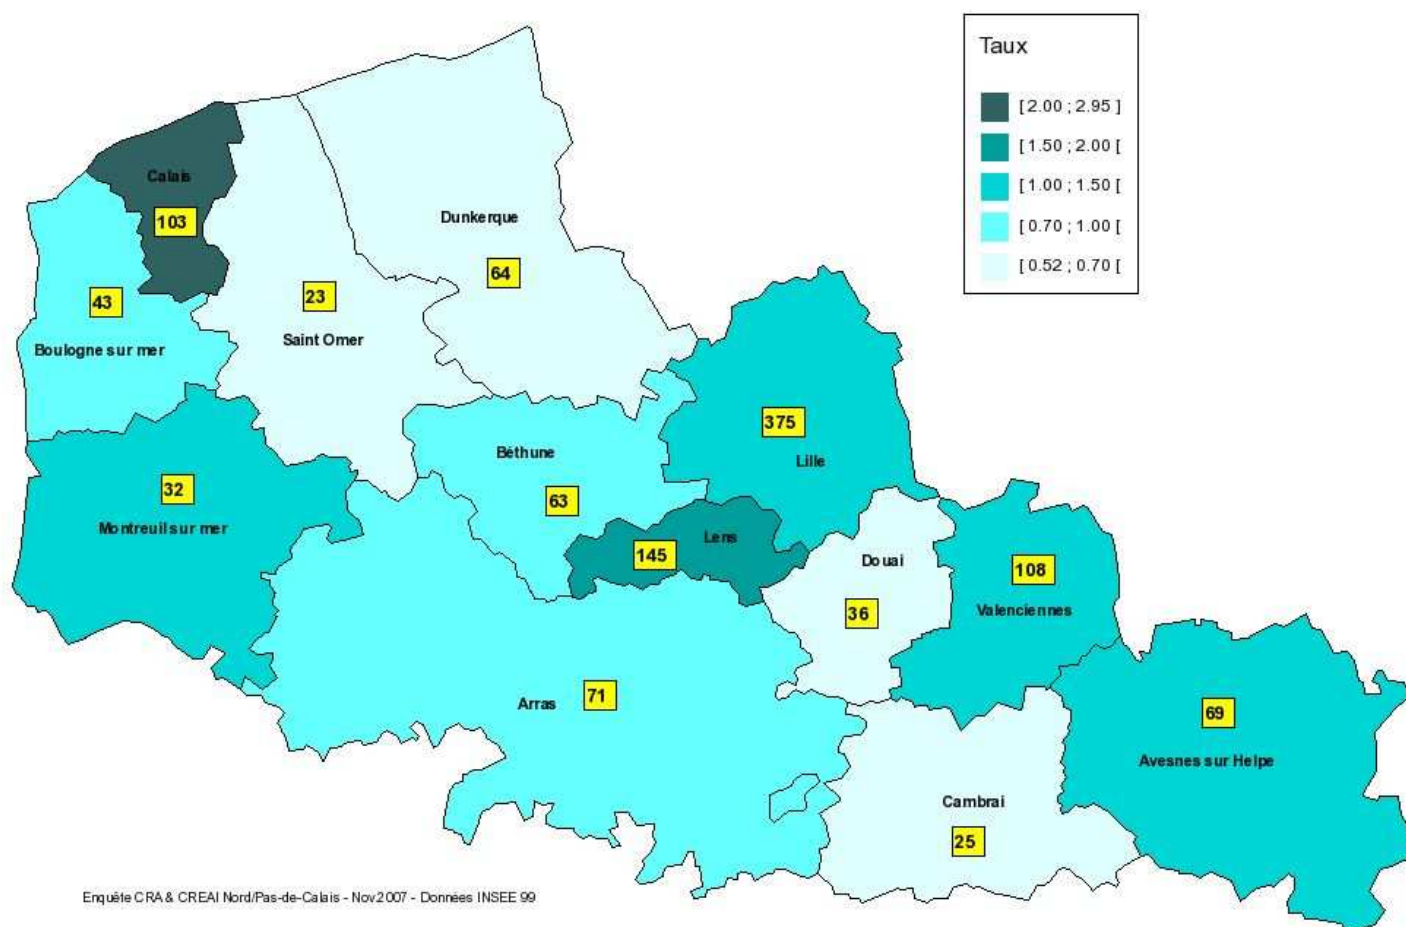 Taux
[ 2.00 ; 2.95 ]
[ 1.50 ; 2.00 [
[ 1.00 ; 1.50 [
[ 0.70 ; 1.00 [
[ 0.52 ; 0.70 [
Calais
103
Dunkerque
64
43
Boulogne sur mer
23
Saint Omer
375
Lille
Béthune
63
32
Montreuil sur mer
Lens
145
Douai
36
108
Valenciennes
Arras
71
69
Avesnes sur Helpe
Cambrai
25
Enquête CRA & CREAI Nord/Pas-de-Calais - Nov2007 - Données INSEE 99